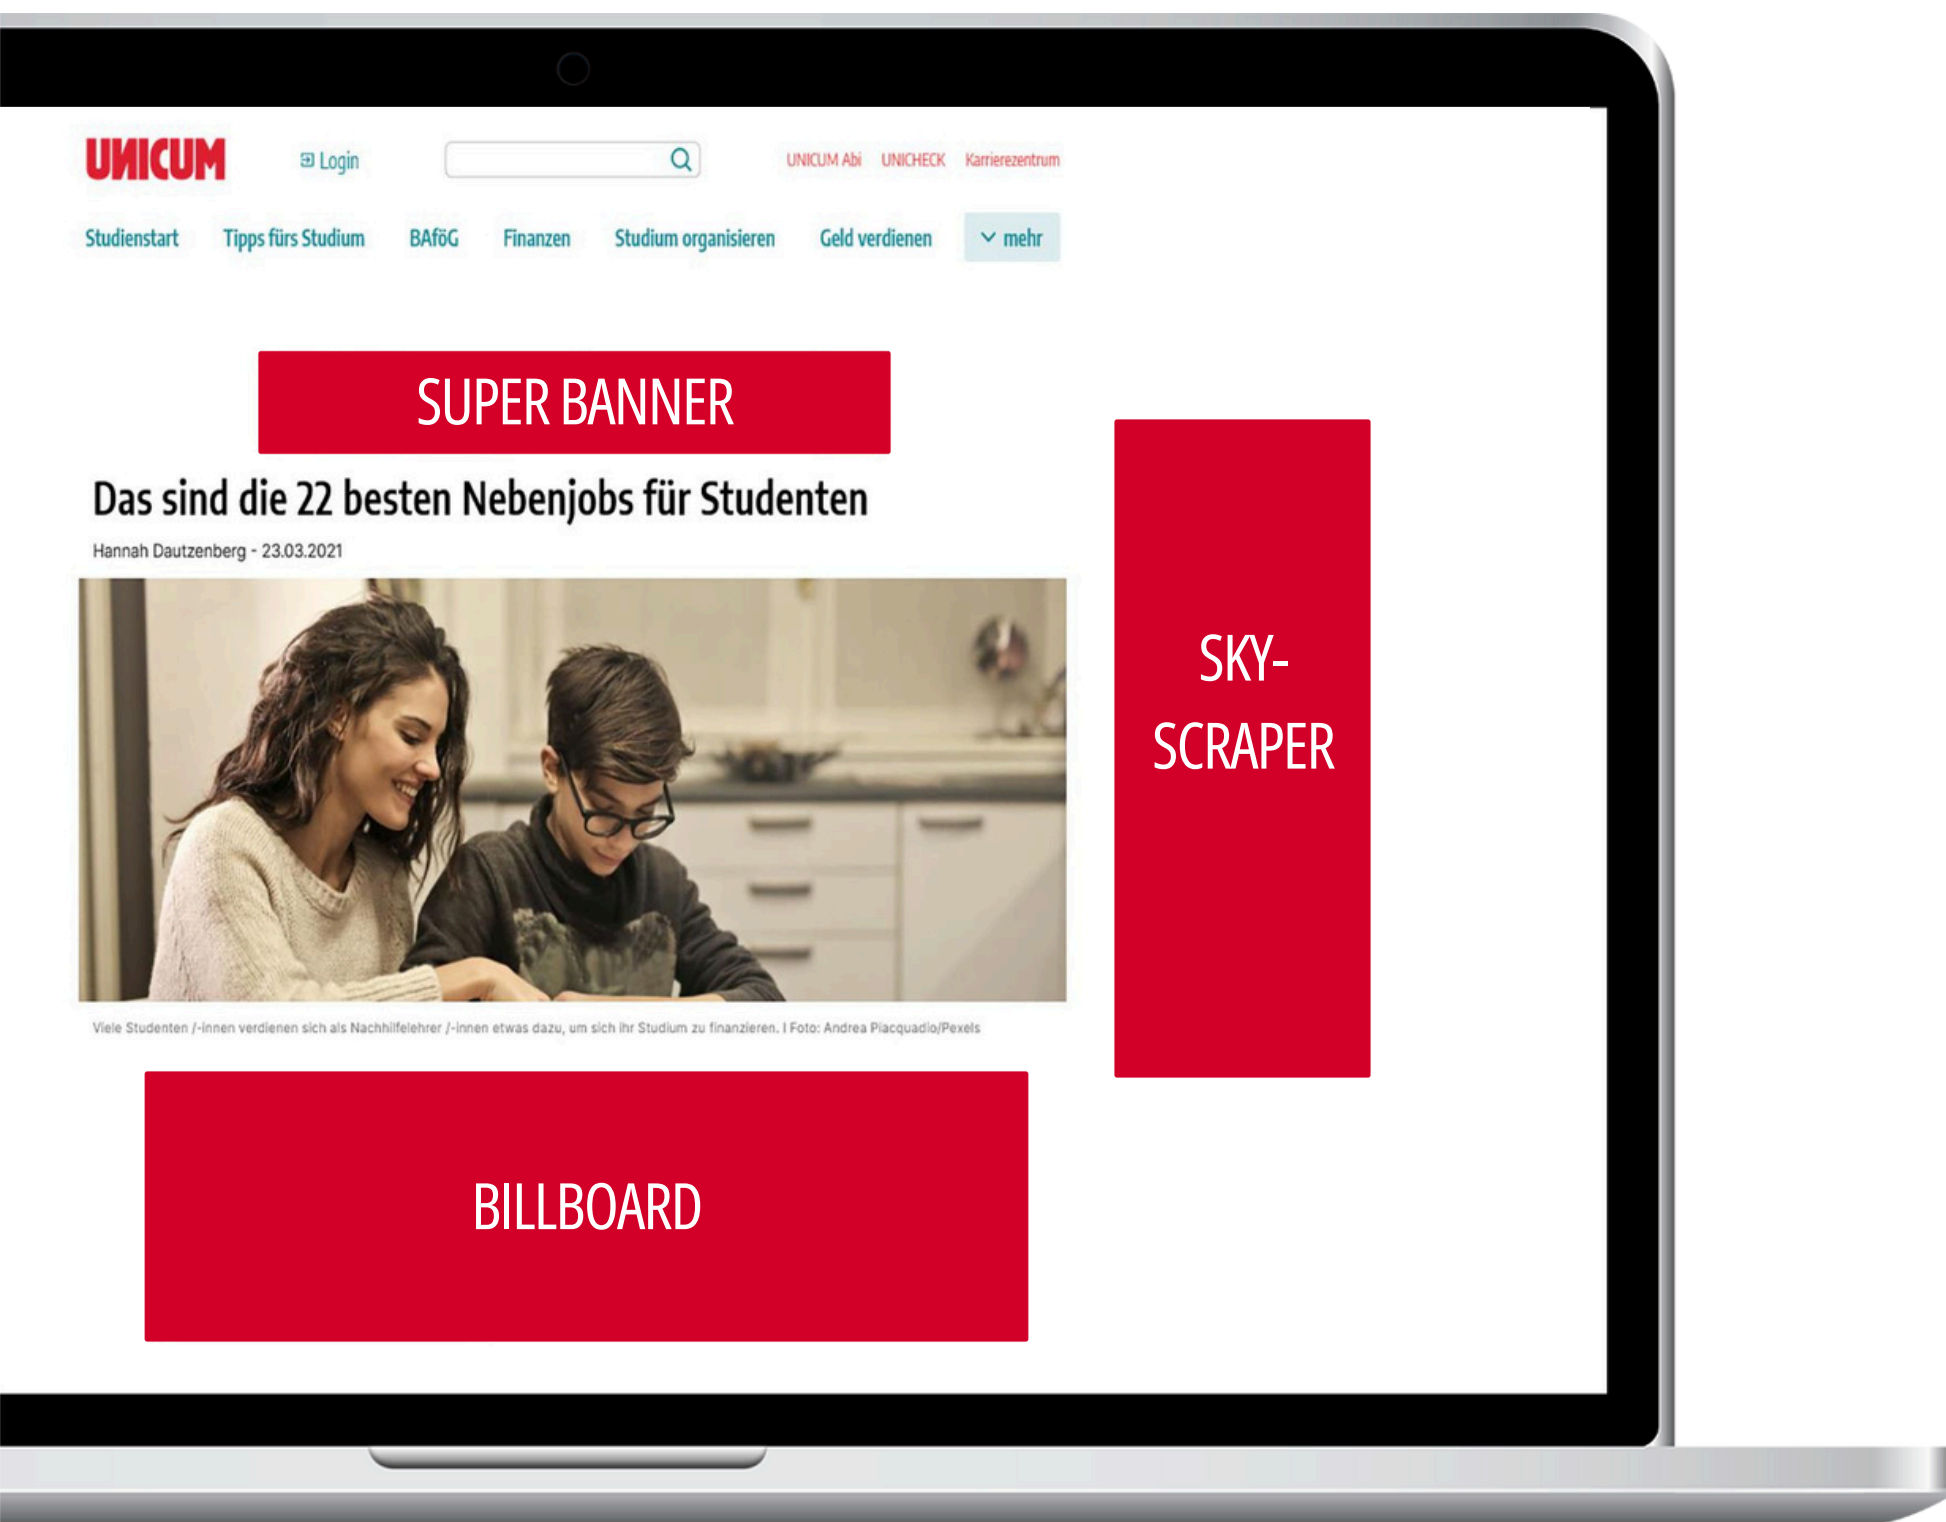 UNICUM
Login
UNICUM Abi UNICHECK Karrierezentrum
Studienstart Tipps fürs Studium BAföG Finanzen Studium organisieren Geld verdienen mehr
SUPER BANNER
Das sind die 22 besten Nebenjobs für Studenten
Hannah Dautzenberg - 23.03.2021
Viele Studenten /-innen verdienen sich als Nachhilfelehrer /-innen etwas dazu, um sich ihr Studium zu finanzieren. I Foto: Andrea Piacquadio/Pexels
SKY-
SCRAPER
BILLBOARD